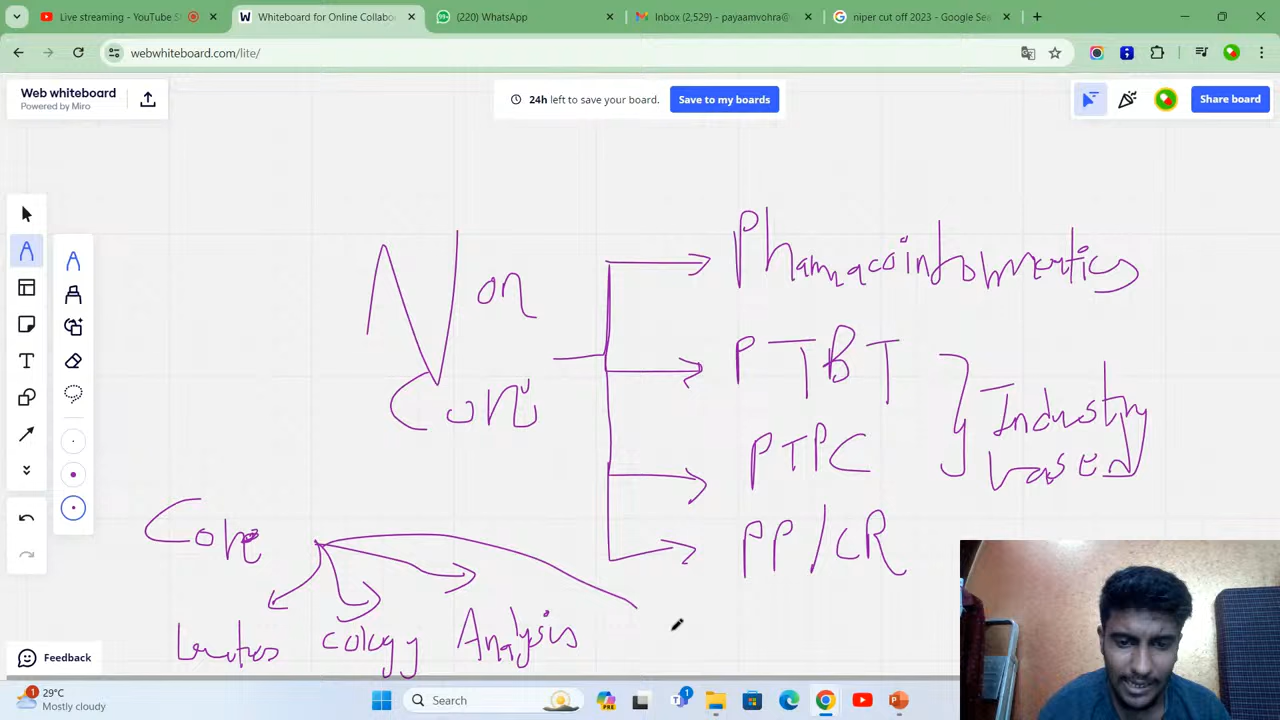 Live streaming - YouTube S
Whiteboard for Online Collabo
(220) WhatsApp
Inbox (2,529) - payaamvohra@
niper cut off 2023 - Google Sea
webwhiteboard.com/lite/
Web whiteboard
Powered by Miro
24h left to save your board.
Save to my boards
Share board
Non
Core
Pharmacoinformatics
PTBT
PTPC
Industry
based
PP/CR
Core
Feedback
1
29°C
Mostly cloudy
Search